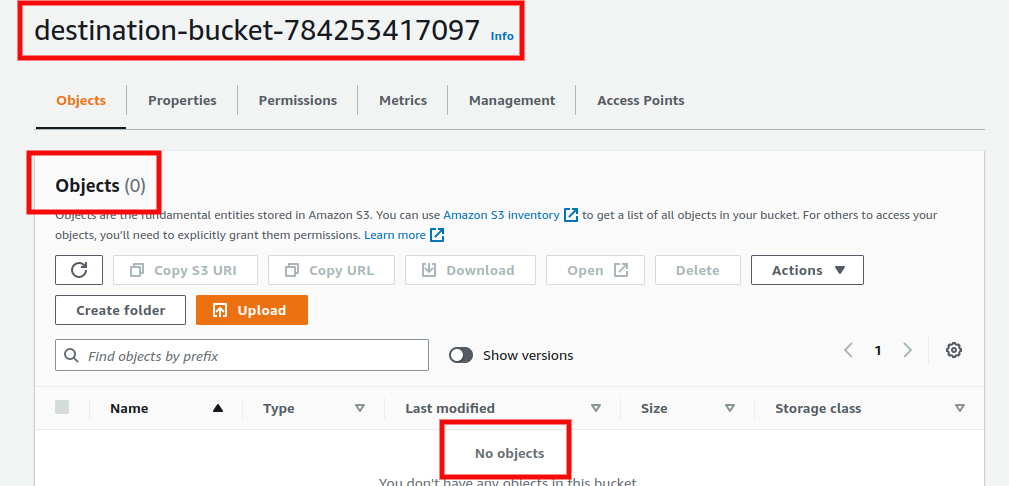 destination-bucket-784253417097 Info
Objects Properties Permissions Metrics Management Access Points
Objects (0)
Objects are the fundamental entities stored in Amazon S3. You can use Amazon S3 inventory to get a list of all objects in your bucket. For others to access your
objects, you'll need to explicitly grant them permissions. Learn more
Copy S3 URI Copy URL Download Open Delete Actions
Create folder Upload
Find objects by prefix Show versions 1
Name Type Last modified Size Storage class
No objects
You don't have any objects in this bucket